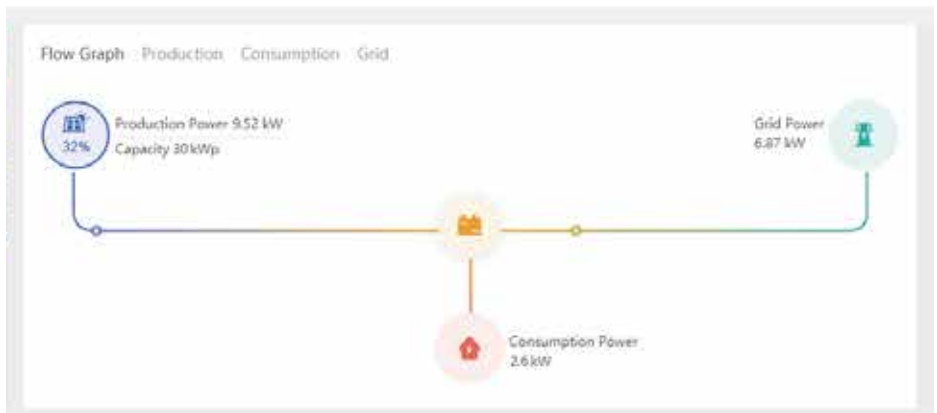 Flow Graph Production Consumption Grid
Production Power 9.52 kW
Capacity 30 kWp
32%
Grid Power
6.87 kW
Consumption Power
2.6 kW